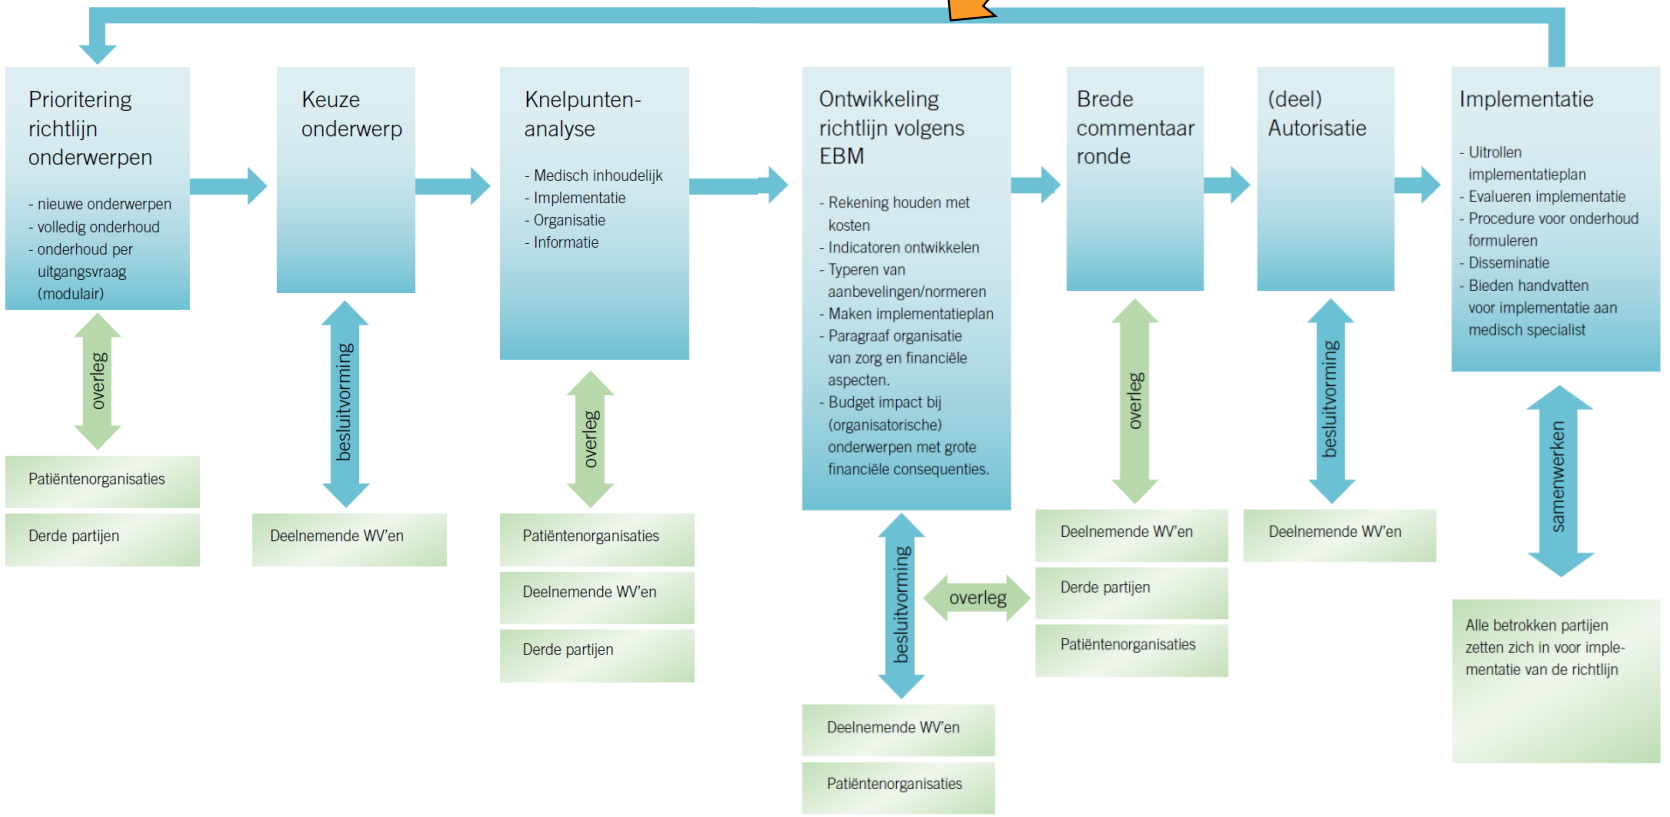 Prioritering
richtlijn
onderwerpen
- nieuwe onderwerpen
- volledig onderhoud
- onderhoud per
uitgangsvraag
(modulair)
overleg
Patiëntenorganisaties
Derde partijen
Keuze
onderwerp
besluitvorming
Deelnemende WV'en
Knelpunten-
analyse
- Medisch inhoudelijk
- Implementatie
- Organisatie
- Informatie
overleg
Patiëntenorganisaties
Deelnemende WV'en
Derde partijen
Ontwikkeling
richtlijn volgens
EBM
- Rekening houden met
kosten
- Indicatoren ontwikkelen
- Typeren van
aanbevelingen/normeren
- Maken implementatieplan
- Paragraaf organisatie
van zorg en financiële
aspecten.
- Budget impact bij
(organisatorische)
onderwerpen met grote
financiële consequenties.
besluitvorming
overleg
Deelnemende WV'en
Patiëntenorganisaties
Brede
commentaar
ronde
overleg
Deelnemende WV'en
Derde partijen
Patiëntenorganisaties
(deel)
Autorisatie
besluitvorming
Deelnemende WV'en
Implementatie
- Uitrollen
implementatieplan
- Evalueren implementatie
- Procedure voor onderhoud
formuleren
- Disseminatie
- Bieden handvatten
voor implementatie aan
medisch specialist
samenwerken
Alle betrokken partijen
zetten zich in voor imple-
mentatie van de richtlijn